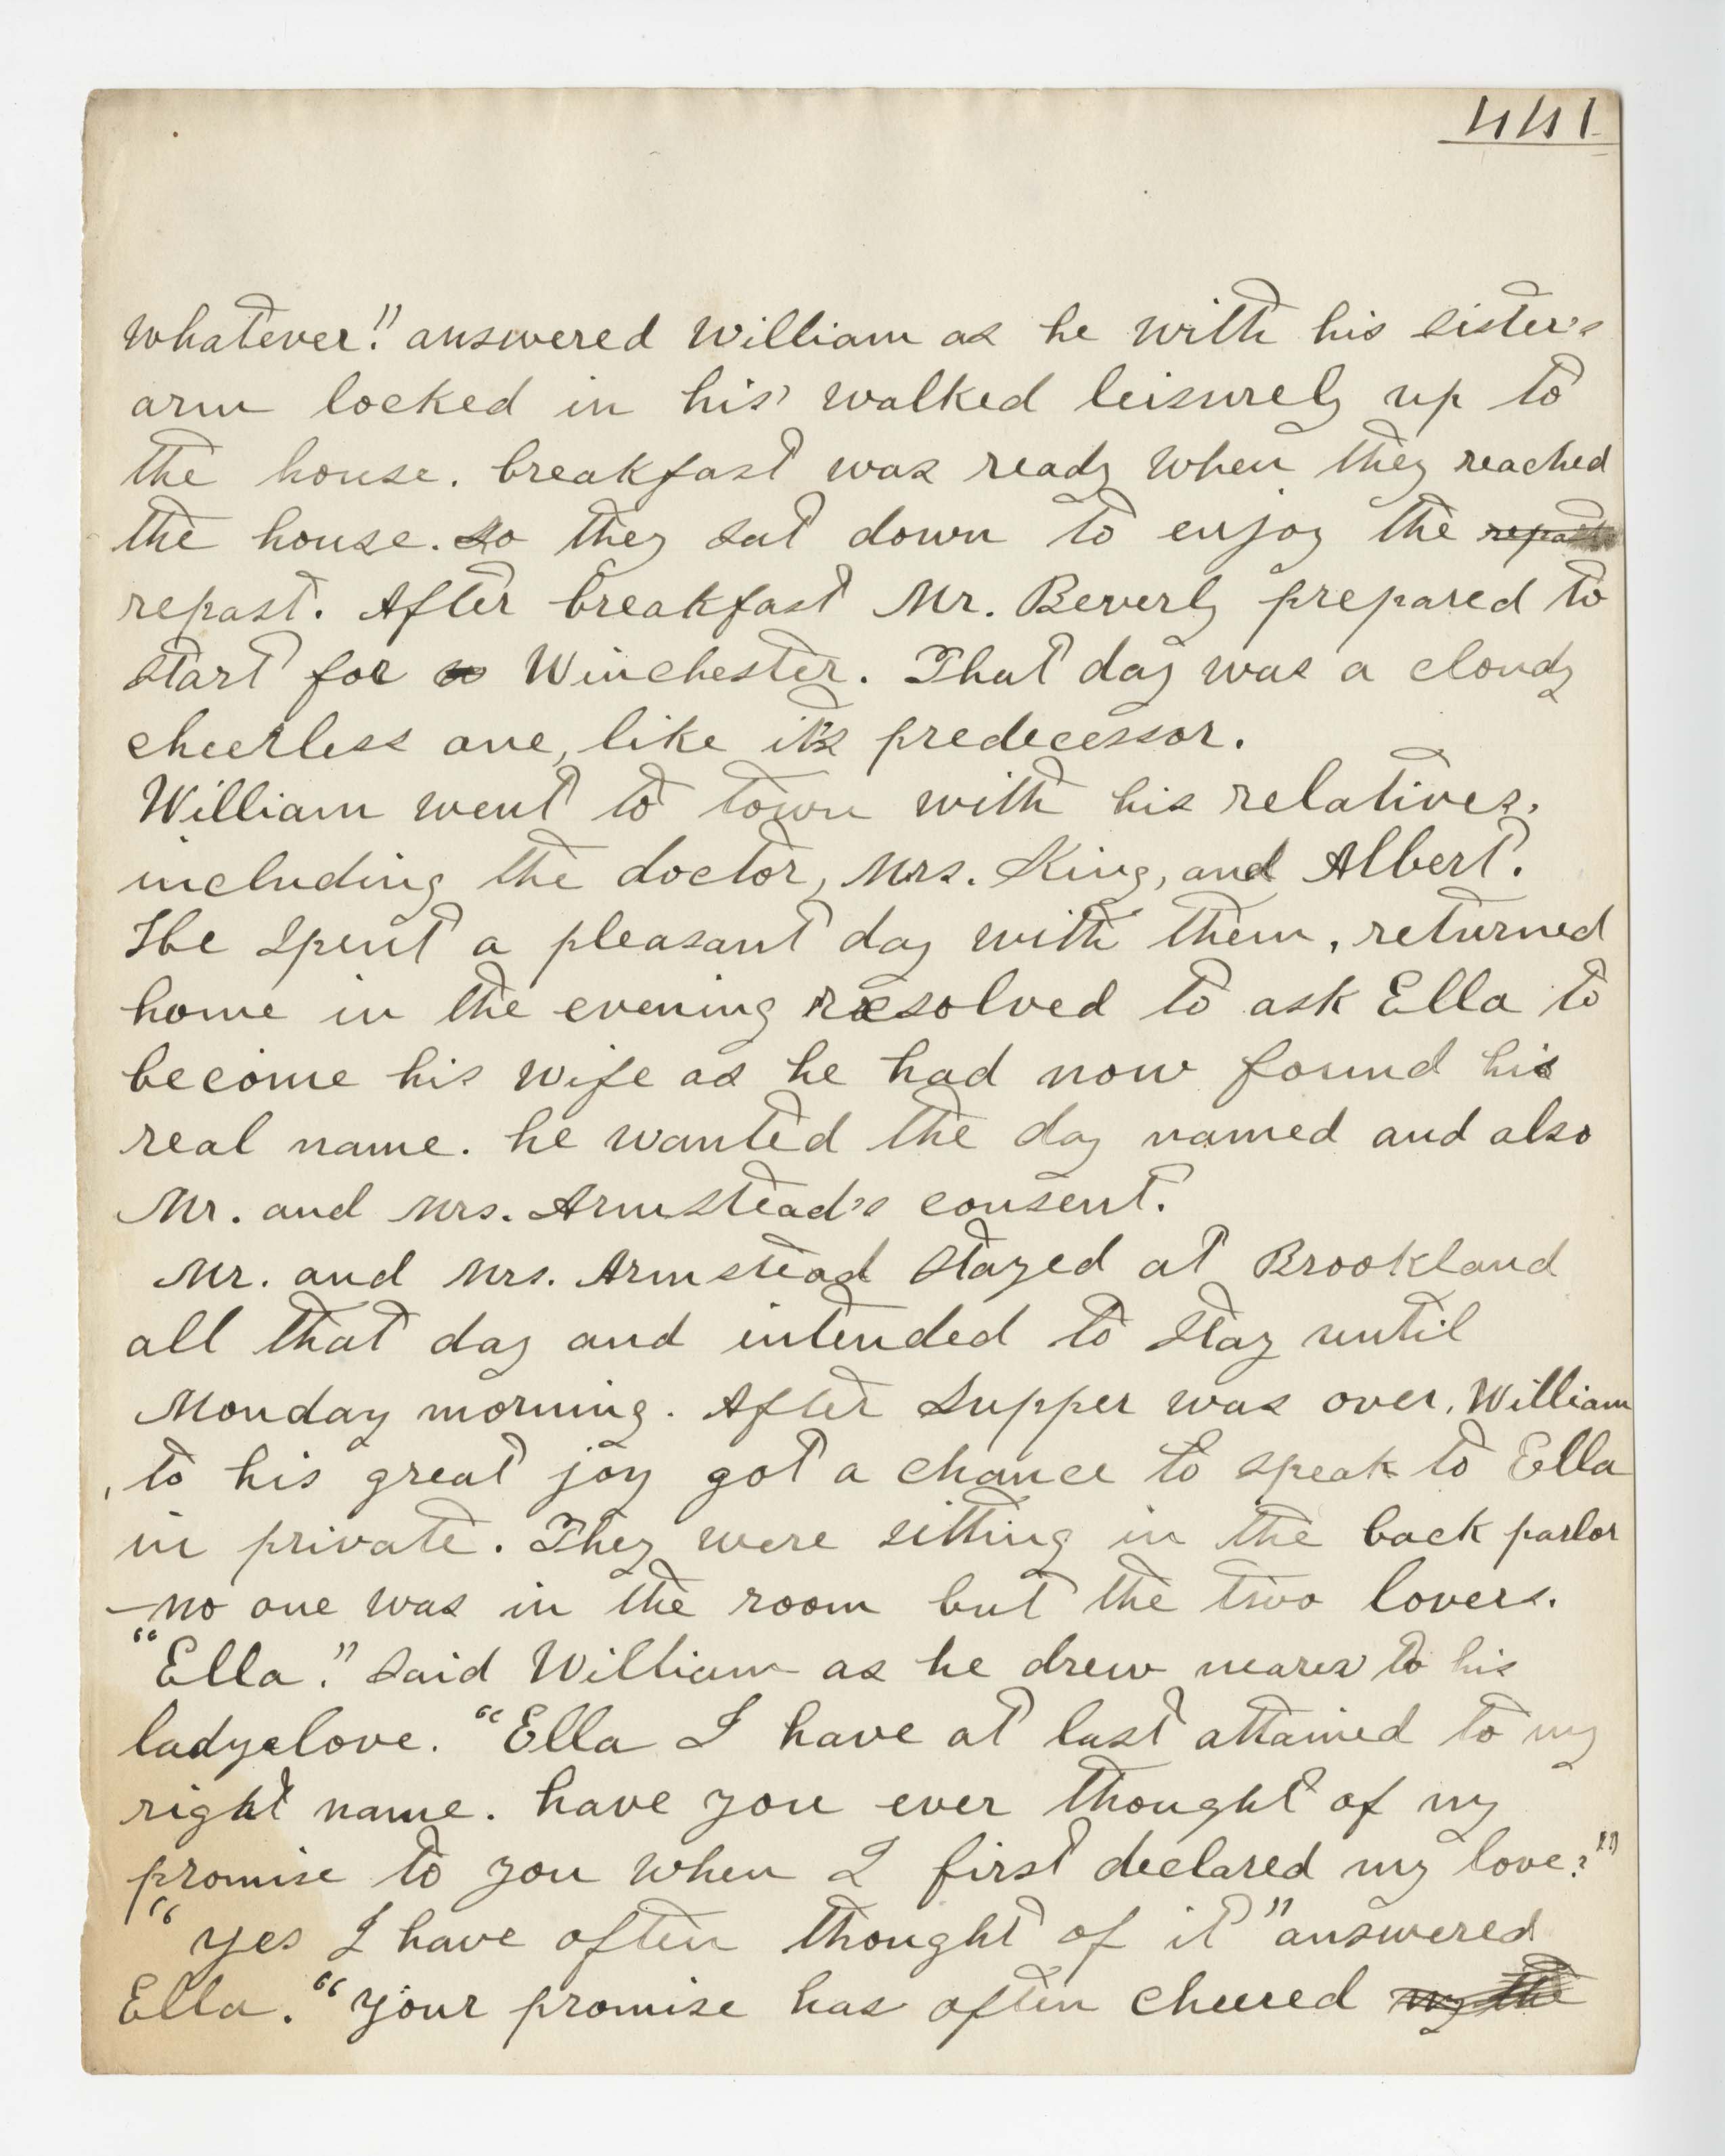 441
whatever!" answered William as he with his sister's
arm locked in his walked leisurely up to
the house. breakfast was ready when they reached
the house. so they sat down to enjoy the repast
repast. After breakfast Mr. Beverly prepared to
start for Winchester. That day was a cloudy
cheerless one, like it's predecessor.
William went to town with his relatives,
including the doctor, Mrs. King, and Albert.
He spent a pleasant day with them, returned
home in the evening resolved to ask Ella to
become his wife as he had now found his
real name. he wanted the day named and also
Mr. and Mrs. Armstead's consent.
Mr. and Mrs. Armstead stayed at Brookland
all that day and intended to stay until
Monday morning. After supper was over, William
, to his great joy got a chance to speak to Ella
in private. They were sitting in the back parlor
—no one was in the room but the two lovers.
"Ella." said William as he drew nearer to his
ladyelove. "Ella I have at last attained to my
right name. have you ever thought of my
promise to you when I first declared my love?"
"yes I have often thought of it" answered
Ella. "your promise has often cheered my the